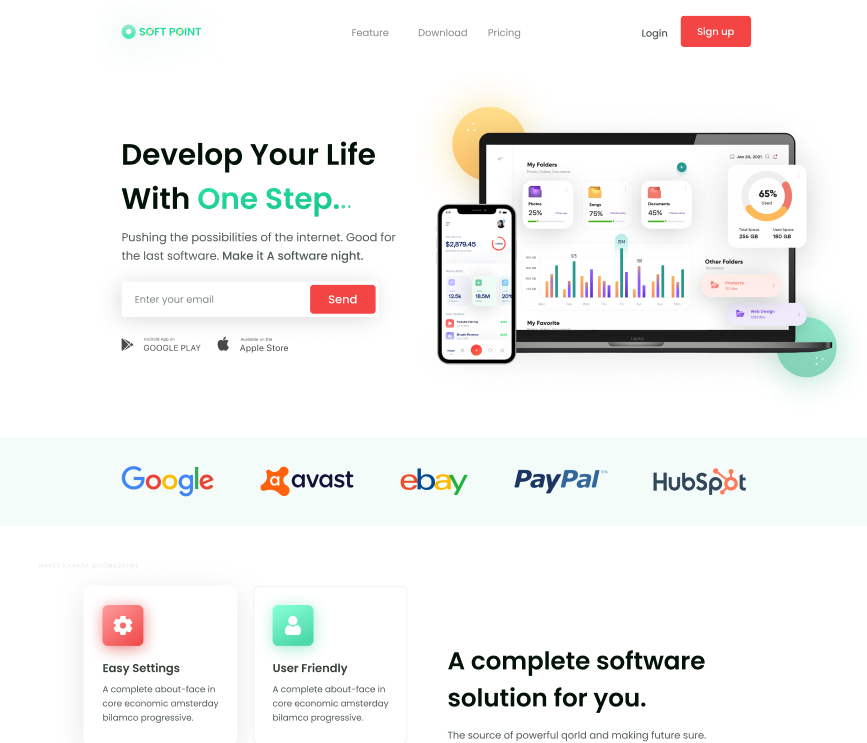 SOFT POINT
Feature
Download
Pricing
Login
Sign up
Develop Your Life
With One Step...
Pushing the possibilities of the internet. Good for
the last software. Make it A software night.
Enter your email
Send
Android App on
GOOGLE PLAY
Available on the
Apple Store
My Folders
Jan 24, 2021
Photos
25%
Songs
75%
Documents
45%
65%
Used
Total Space
256 GB
Used Space
180 GB
$2,879.45
12.5k
18.5M
20%
Other Folders
Products
Web Design
My Favorite
Google
avast
ebay
PayPal
HubSpot
Easy Settings
A complete about-face in
core economic amsterday
bilamco progressive.
User Friendly
A complete about-face in
core economic amsterday
bilamco progressive.
A complete software
solution for you.
The source of powerful qorld and making future sure.